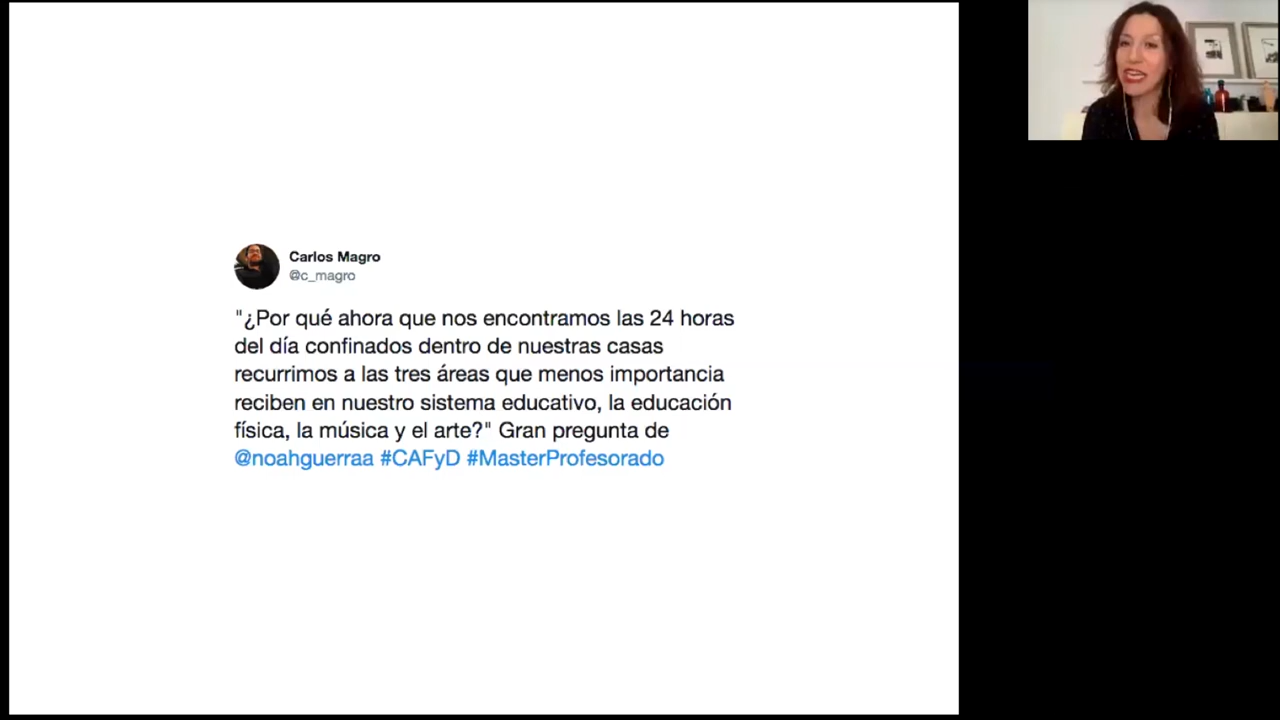 Carlos Magro
@c_magro
"¿Por qué ahora que nos encontramos las 24 horas
del día confinados dentro de nuestras casas
recurrimos a las tres áreas que menos importancia
reciben en nuestro sistema educativo, la educación
física, la música y el arte?" Gran pregunta de
@noahguerraa #CAFyD #MasterProfesorado